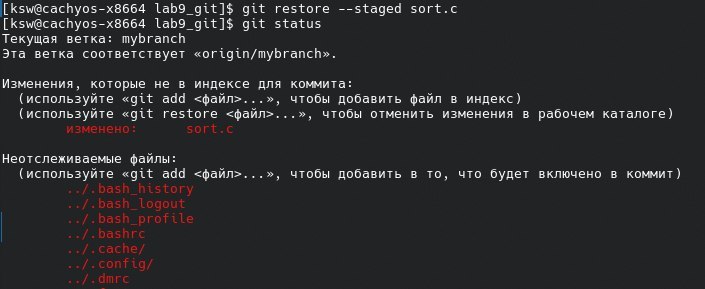 [ksw@cachyos-x8664 lab9_git]$ git restore --staged sort.c
[ksw@cachyos-x8664 lab9_git]$ git status
Текущая ветка: mybranch
Эта ветка соответствует «origin/mybranch».
Изменения, которые не в индексе для коммита:
(используйте «git add <файл>...», чтобы добавить файл в индекс)
(используйте «git restore <файл>...», чтобы отменить изменения в рабочем каталоге)
изменено: sort.c
Неотслеживаемые файлы:
(используйте «git add <файл>...», чтобы добавить в то, что будет включено в коммит)
../.bash_history
../.bash_logout
../.bash_profile
../.bashrc
../.cache/
../.config/
../.dmrc